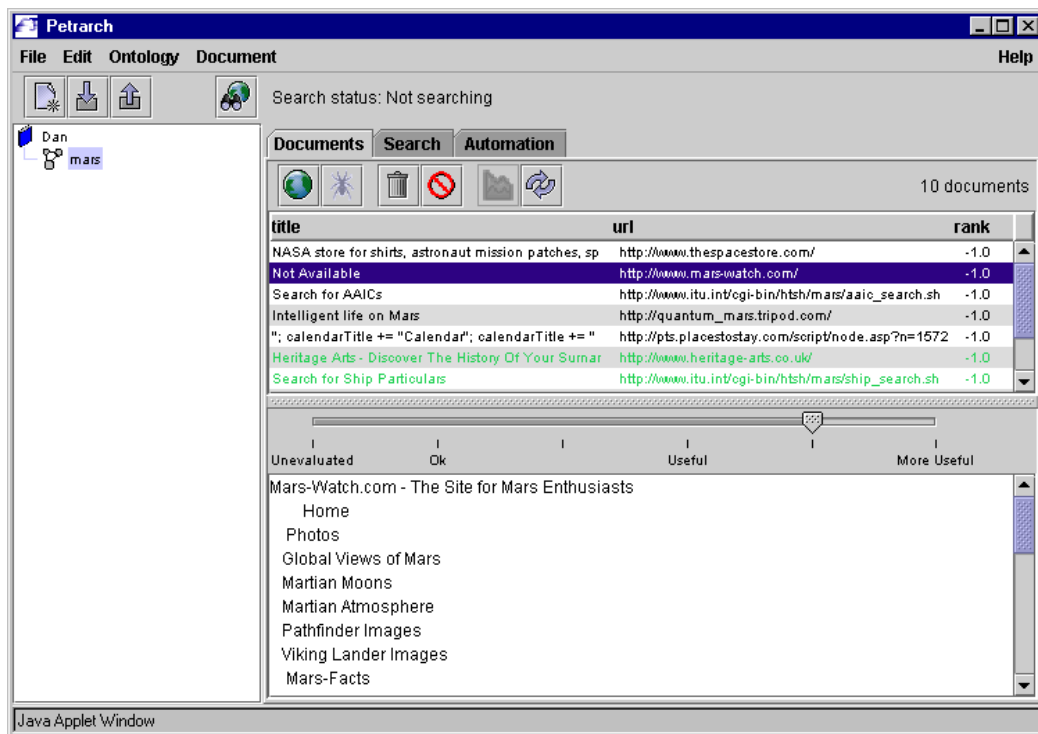 Petrarch
File Edit Ontology Document Help
Search status: Not searching
Dan
mars
Documents Search Automation
10 documents
title url rank
NASA store for shirts, astronaut mission patches, sp http://www.thespacestore.com/ -1.0
Not Available http://www.mars-watch.com/ -1.0
Search for AAICs http://www.itu.int/cgi-bin/htsh/mars/aaic_search.sh -1.0
Intelligent life on Mars http://quantum_mars.tripod.com/ -1.0
"; calendarTitle += "Calendar"; calendarTitle += " http://pts.placestostay.com/script/node.asp?n=1572 -1.0
Heritage Arts - Discover The History Of Your Surnar http://www.heritage-arts.co.uk/ -1.0
Search for Ship Particulars http://www.itu.int/cgi-bin/htsh/mars/ship_search.sh -1.0
Unevaluated Ok Useful More Useful
Mars-Watch.com - The Site for Mars Enthusiasts
Home
Photos
Global Views of Mars
Martian Moons
Martian Atmosphere
Pathfinder Images
Viking Lander Images
Mars-Facts
Java Applet Window